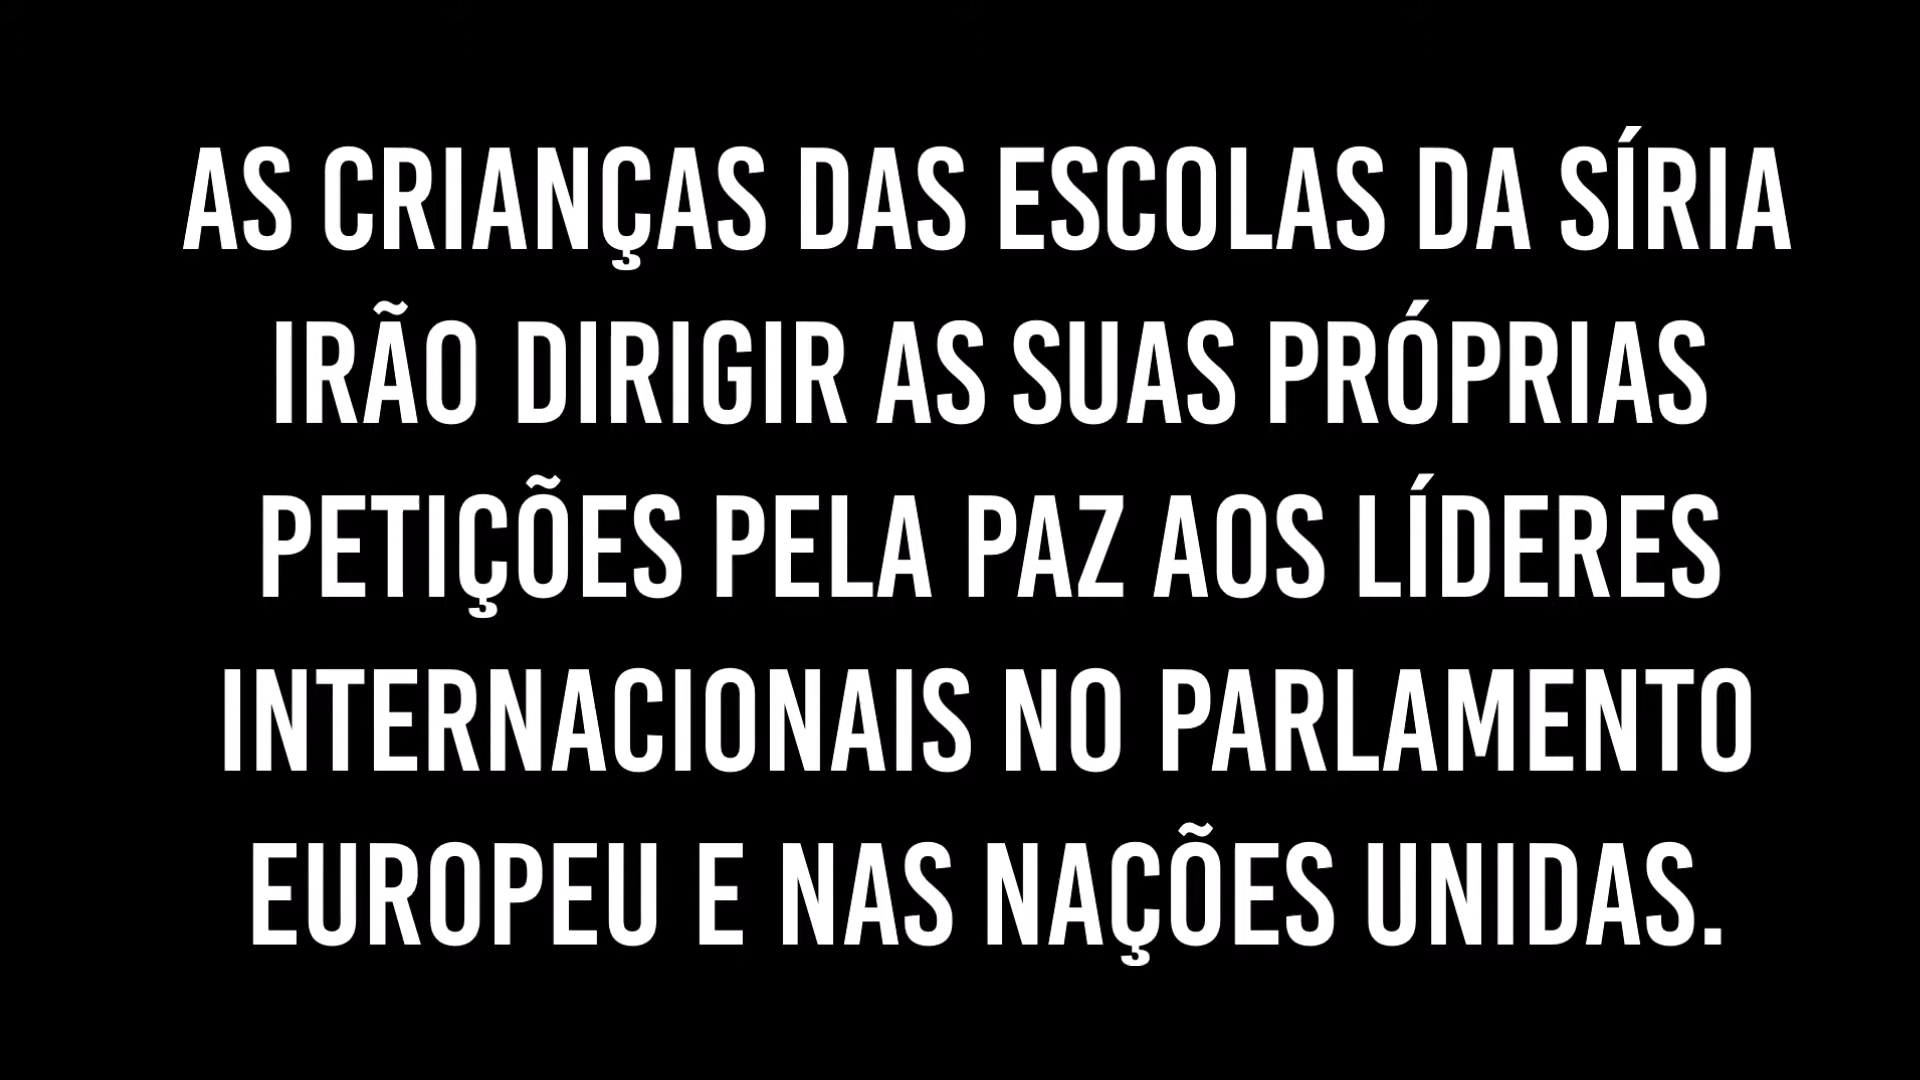 AS CRIANÇAS DAS ESCOLAS DA SÍRIA
IRÃO DIRIGIR AS SUAS PRÓPRIAS
PETIÇÕES PELA PAZ AOS LÍDERES
INTERNACIONAIS NO PARLAMENTO
EUROPEU E NAS NAÇÕES UNIDAS.